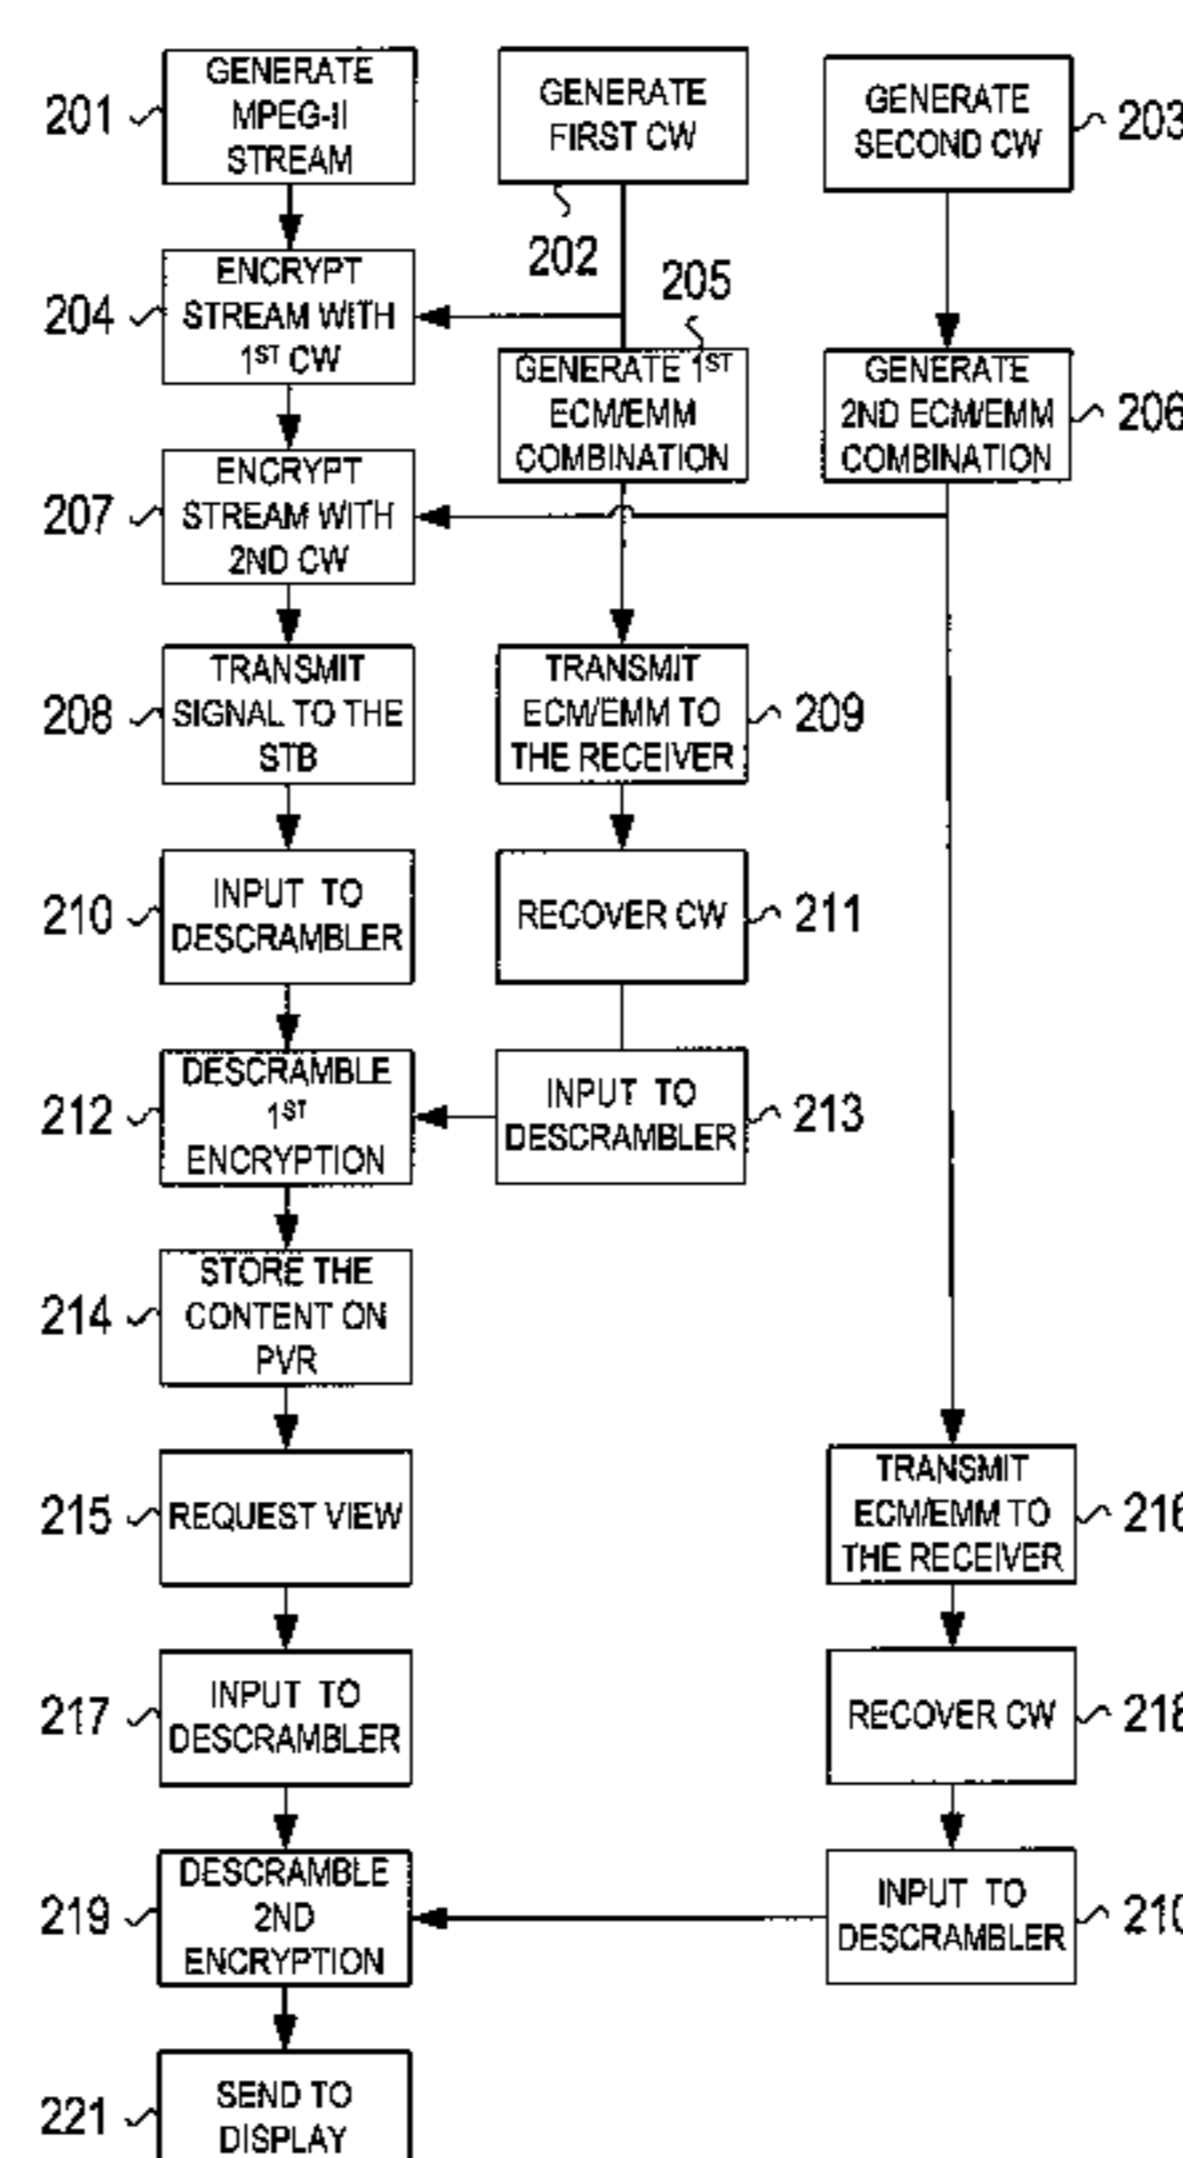 201
GENERATE
MPEG-II
STREAM
GENERATE
FIRST CW
202
GENERATE
SECOND CW
203
204
ENCRYPT
STREAM WITH
1ST CW
205
GENERATE 1ST
ECM/EMM
COMBINATION
GENERATE
2ND ECM/EMM
COMBINATION
206
207
ENCRYPT
STREAM WITH
2ND CW
208
TRANSMIT
SIGNAL TO THE
STB
TRANSMIT
ECM/EMM TO
THE RECEIVER
209
210
INPUT TO
DESCRAMBLER
RECOVER CW
211
212
DESCRAMBLE
1ST
ENCRYPTION
INPUT TO
DESCRAMBLER
213
214
STORE THE
CONTENT ON
PVR
215
REQUEST VIEW
TRANSMIT
ECM/EMM TO
THE RECEIVER
216
217
INPUT TO
DESCRAMBLER
RECOVER CW
218
219
DESCRAMBLE
2ND
ENCRYPTION
INPUT TO
DESCRAMBLER
210
221
SEND TO
DISPLAY